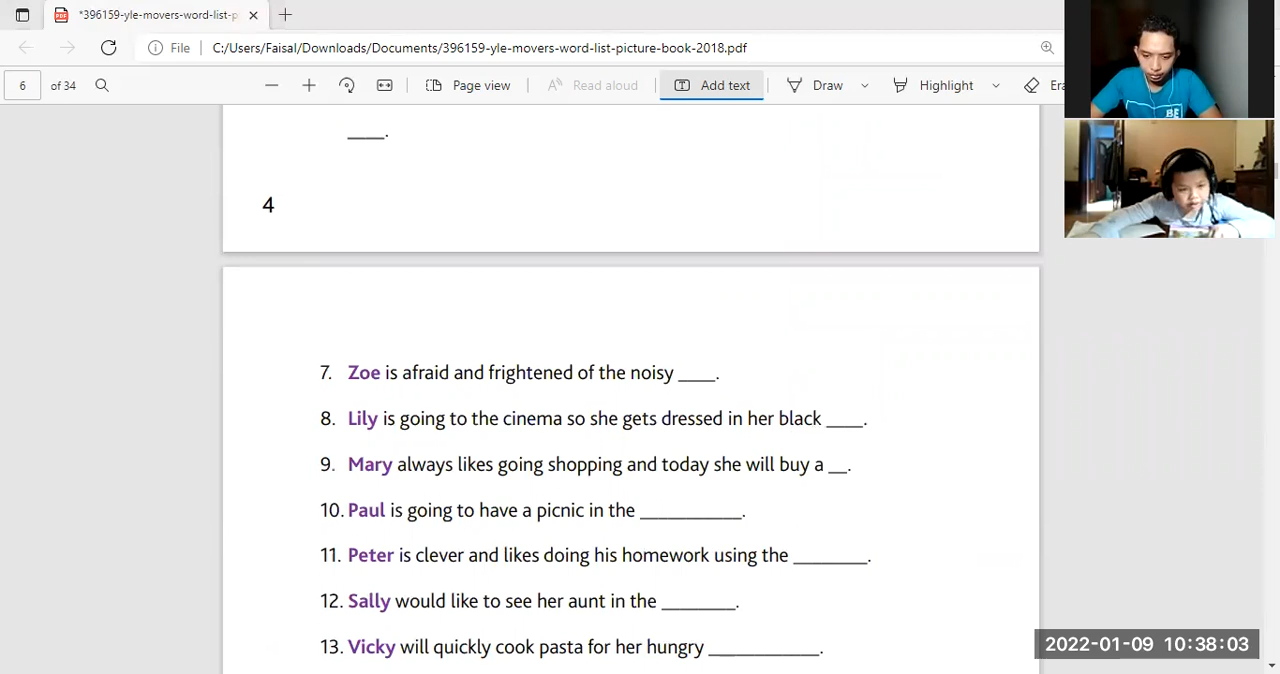 *396159-yle-movers-word-list-p
File C:/Users/Faisal/Downloads/Documents/396159-yle-movers-word-list-picture-book-2018.pdf
6 of 34 Page view Read aloud Add text Draw Highlight Era
____.
4
7. Zoe is afraid and frightened of the noisy ____.
8. Lily is going to the cinema so she gets dressed in her black ____.
9. Mary always likes going shopping and today she will buy a __.
10. Paul is going to have a picnic in the ___________.
11. Peter is clever and likes doing his homework using the ________.
12. Sally would like to see her aunt in the ________.
13. Vicky will quickly cook pasta for her hungry ____________.
BE
2022-01-09 10:38:03